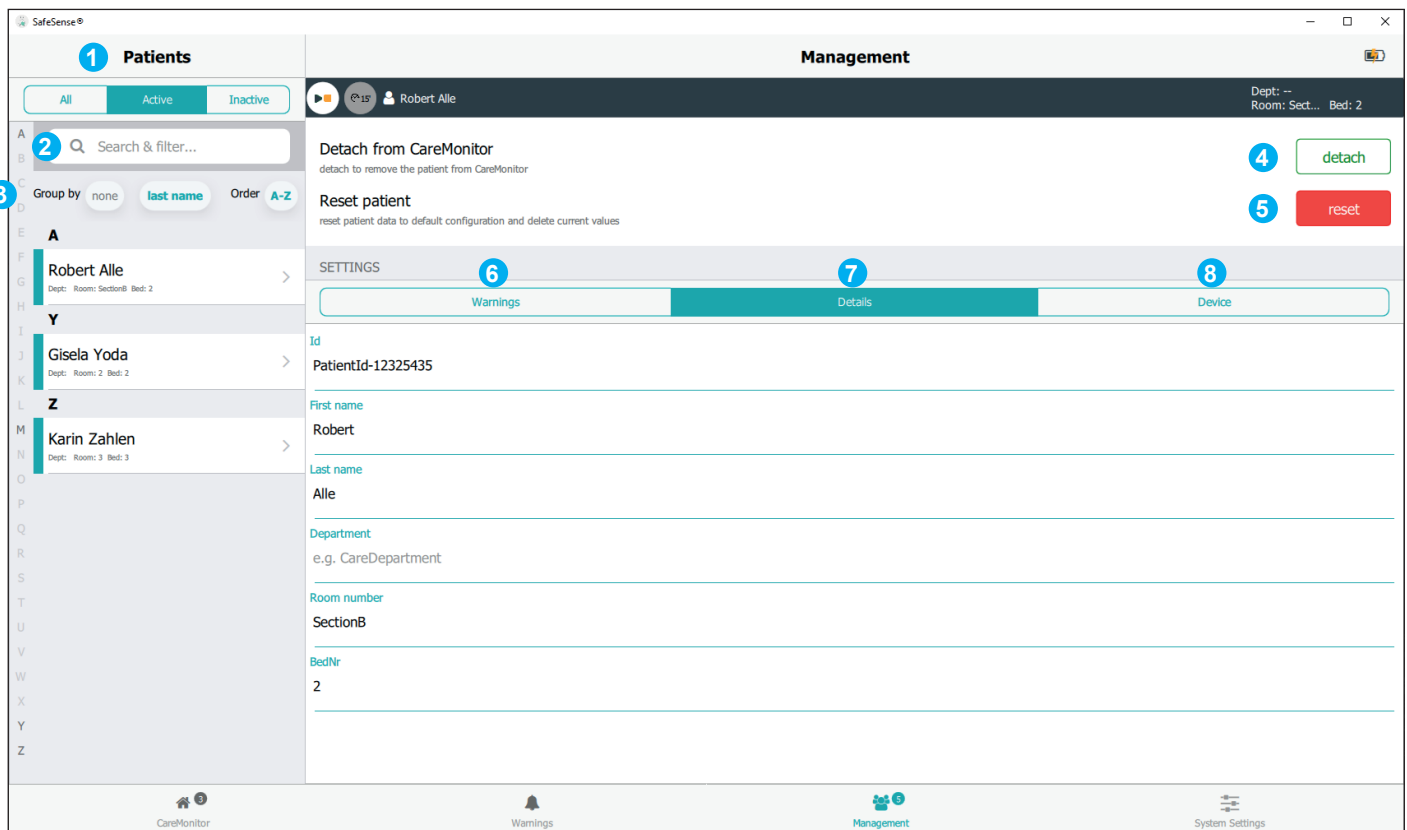 SafeSense®
1 Patients
Management
All Active Inactive
15' Robert Alle
Dept: --
Room: Sect... Bed: 2
2 Search & filter...
3 Group by none last name Order A-Z
A
B
C
D
E
F
G
H
I
J
K
L
M
N
O
P
Q
R
S
T
U
V
W
X
Y
Z
A
Robert Alle
Dept: Room: SectionB Bed: 2
Y
Gisela Yoda
Dept: Room: 2 Bed: 2
Z
Karin Zahlen
Dept: Room: 3 Bed: 3
Detach from CareMonitor
detach to remove the patient from CareMonitor
4 detach
Reset patient
reset patient data to default configuration and delete current values
5 reset
SETTINGS
6 7 8
Warnings Details Device
Id
PatientId-12325435
First name
Robert
Last name
Alle
Department
e.g. CareDepartment
Room number
SectionB
BedNr
2
3 5
CareMonitor Warnings Management System Settings